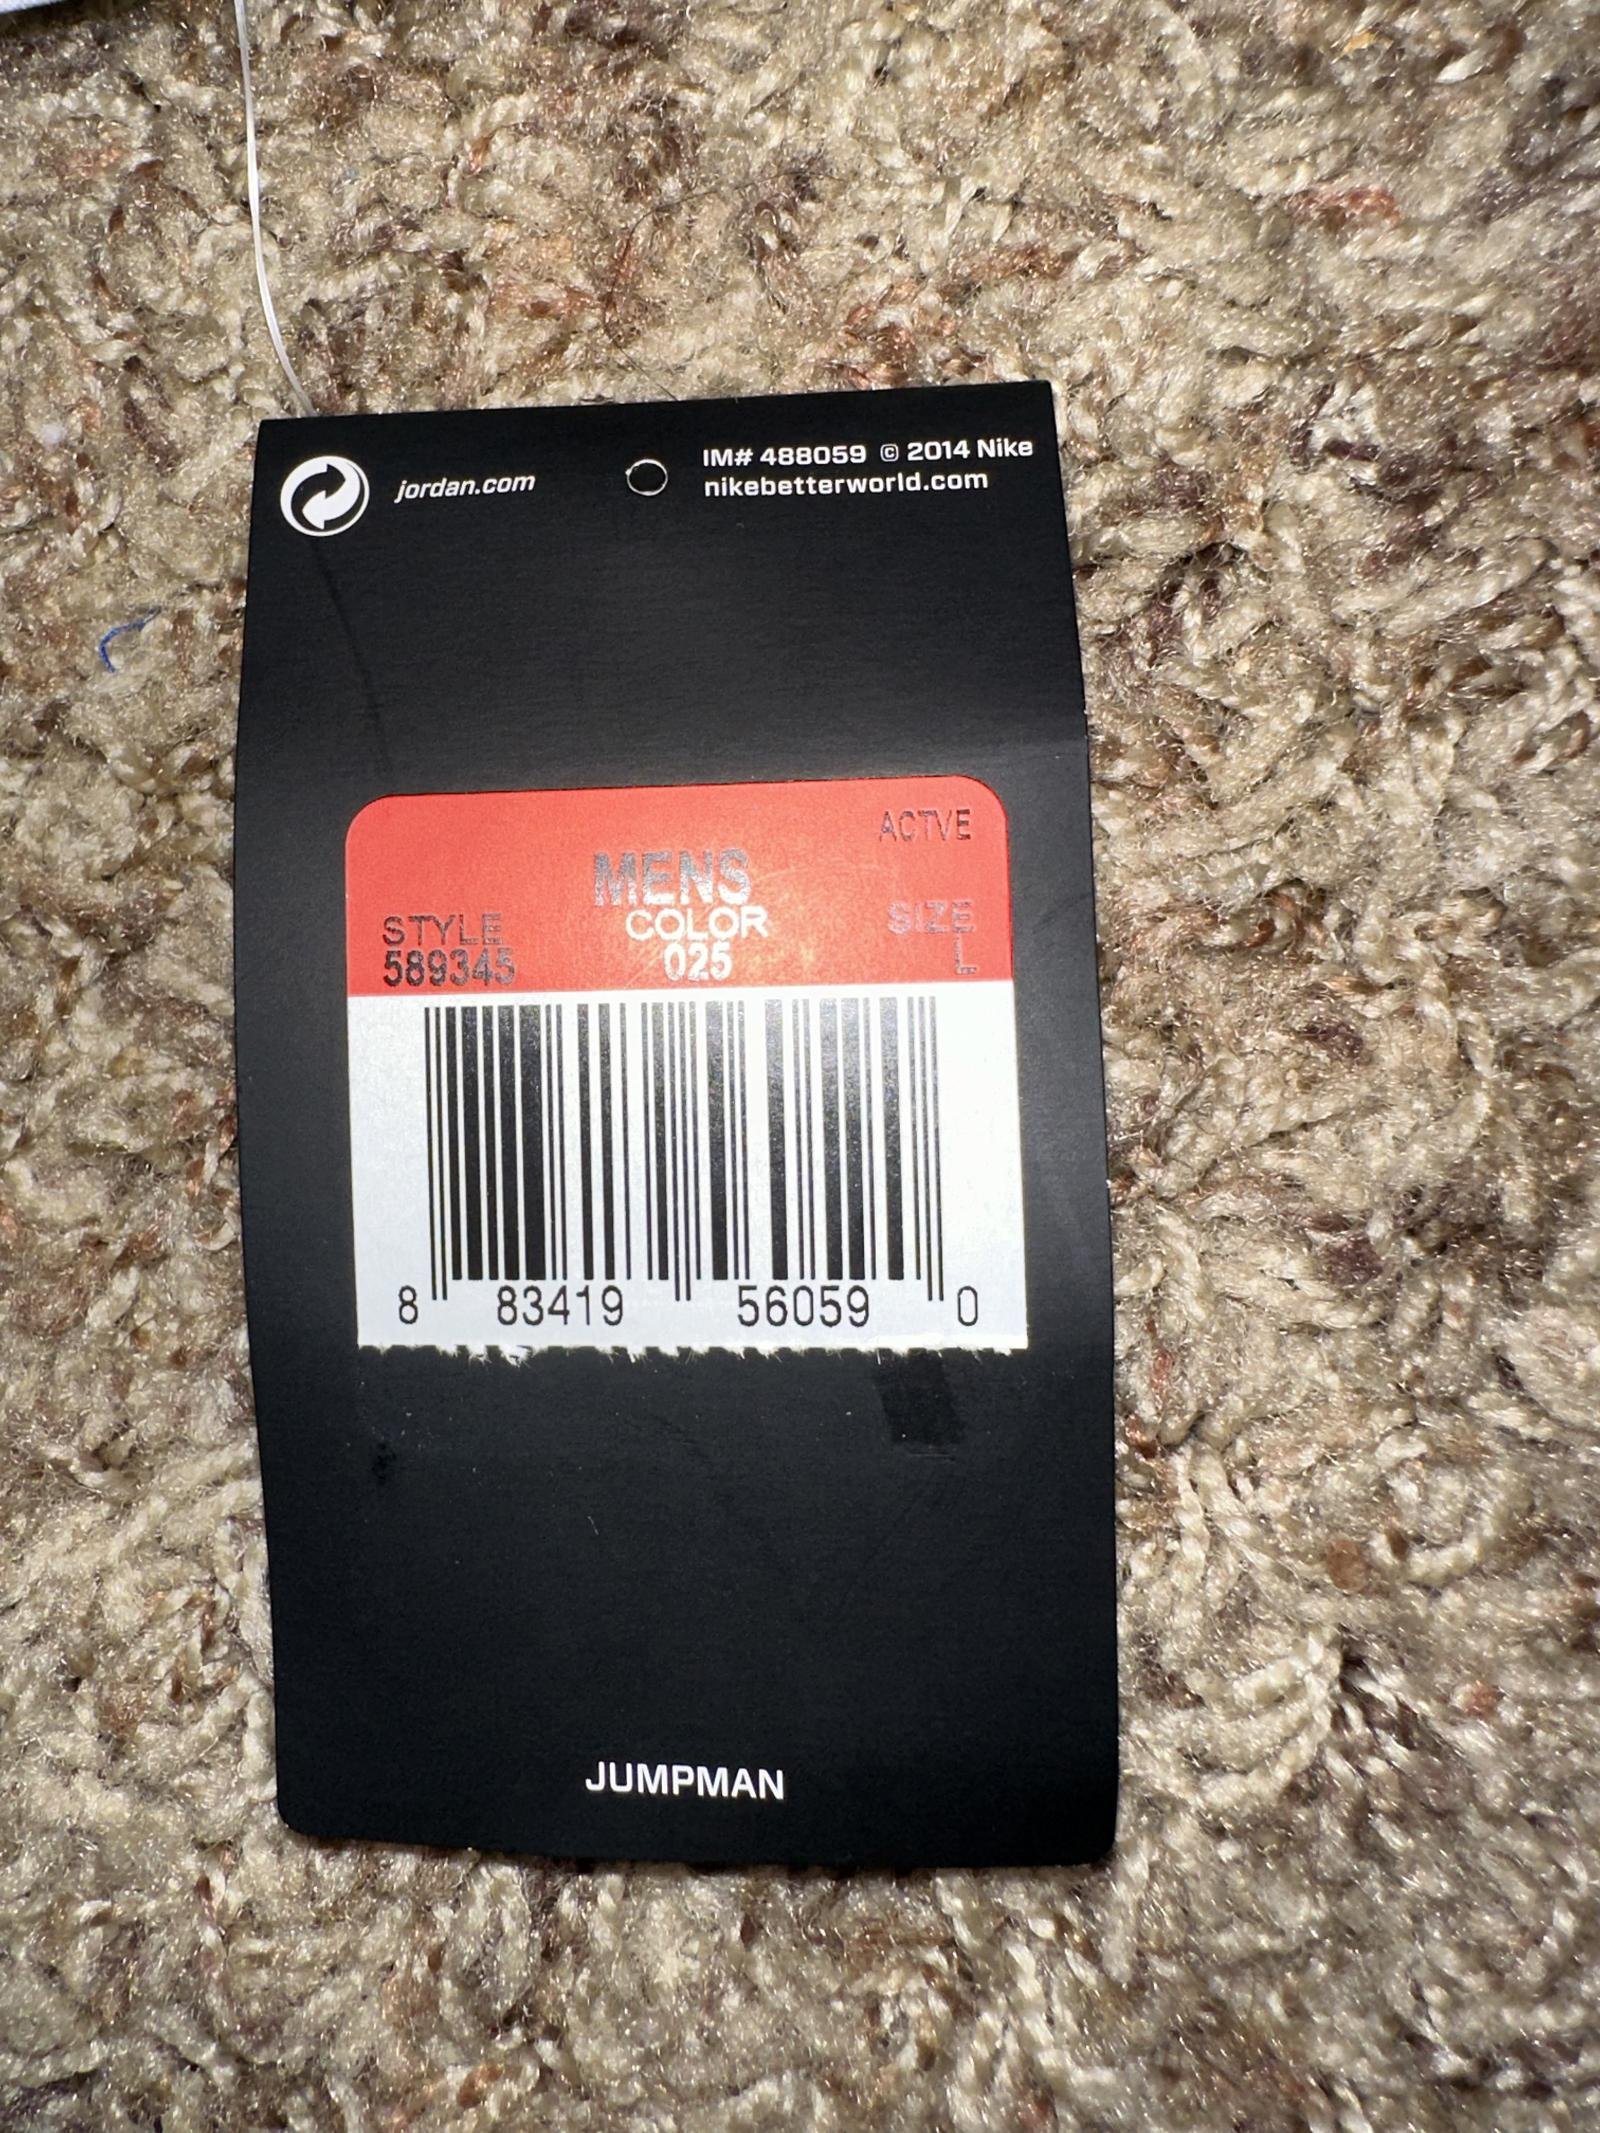 jordan.com
IM# 488059 © 2014 Nike
nikebetterworld.com
ACTVE
MENS
STYLE COLOR SIZE
589345 025 L
8 83419 56059 0
JUMPMAN